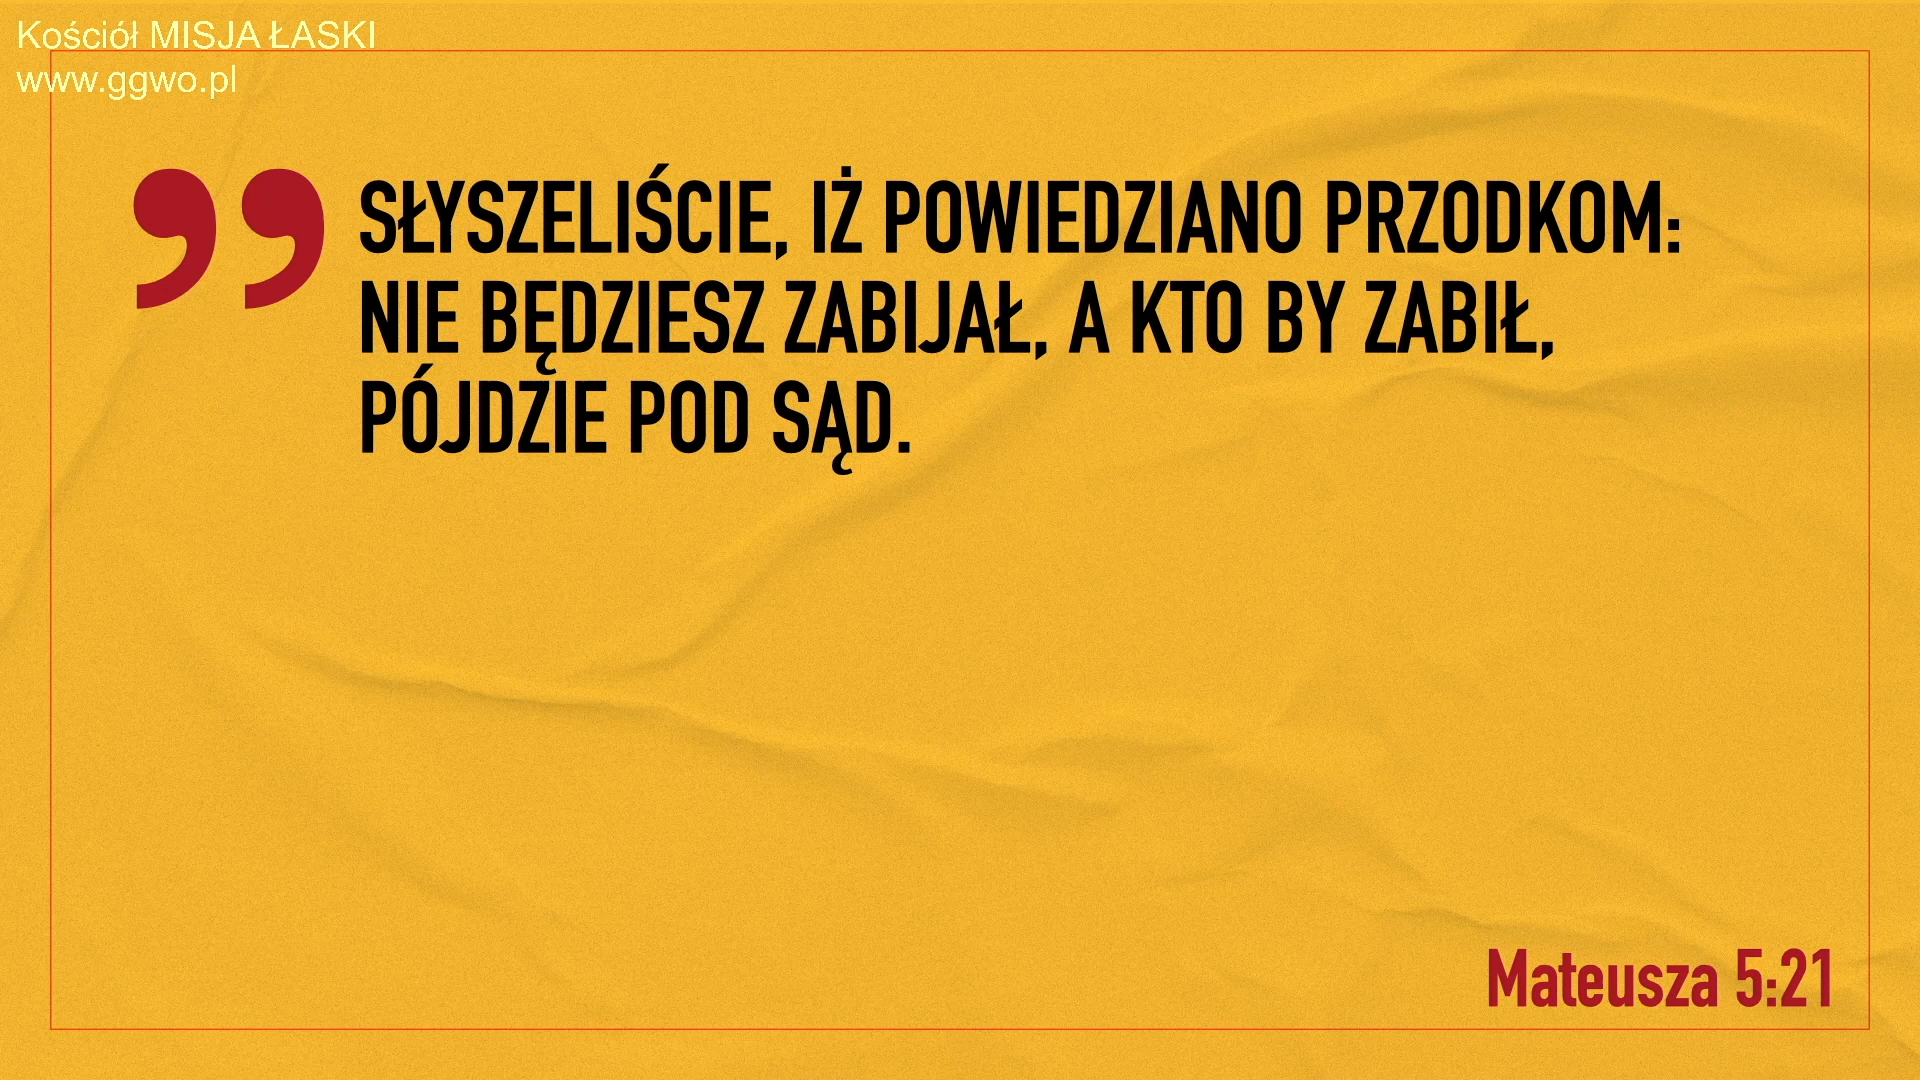 Kościół MISJA ŁASKI
www.ggwo.pl
” SŁYSZELIŚCIE, IŻ POWIEDZIANO PRZODKOM:
NIE BĘDZIESZ ZABIJAŁ, A KTO BY ZABIŁ,
PÓJDZIE POD SĄD.
Mateusza 5:21